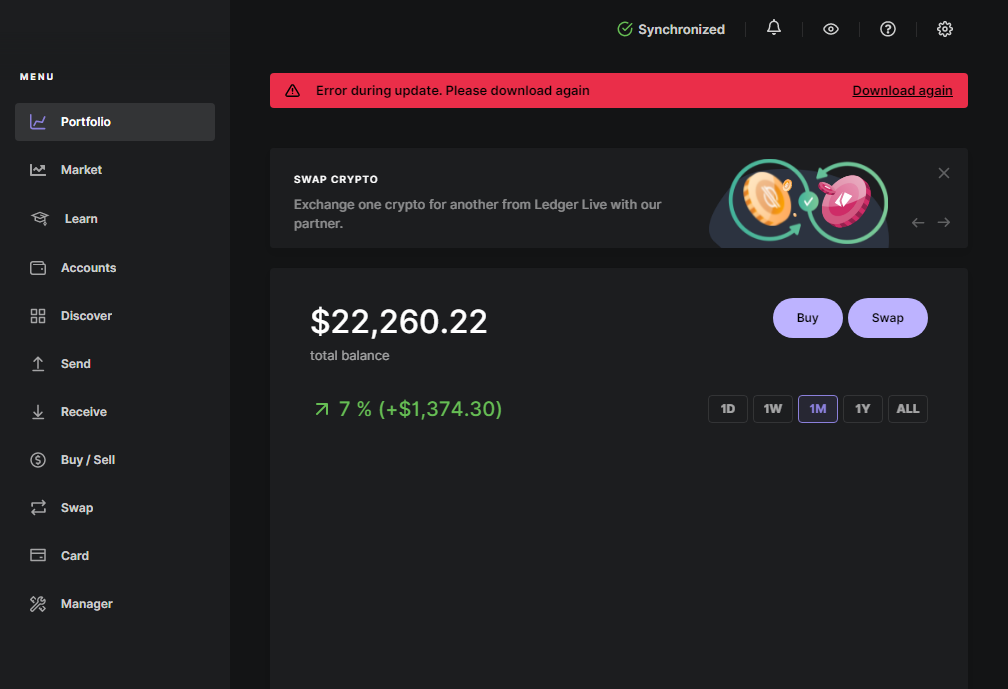 Synchronized
MENU
Portfolio
Market
Learn
Accounts
Discover
Send
Receive
Buy / Sell
Swap
Card
Manager
Error during update. Please download again
Download again
SWAP CRYPTO
Exchange one crypto for another from Ledger Live with our
partner.
$22,260.22
total balance
Buy
Swap
7 % (+$1,374.30)
1D
1W
1M
1Y
ALL